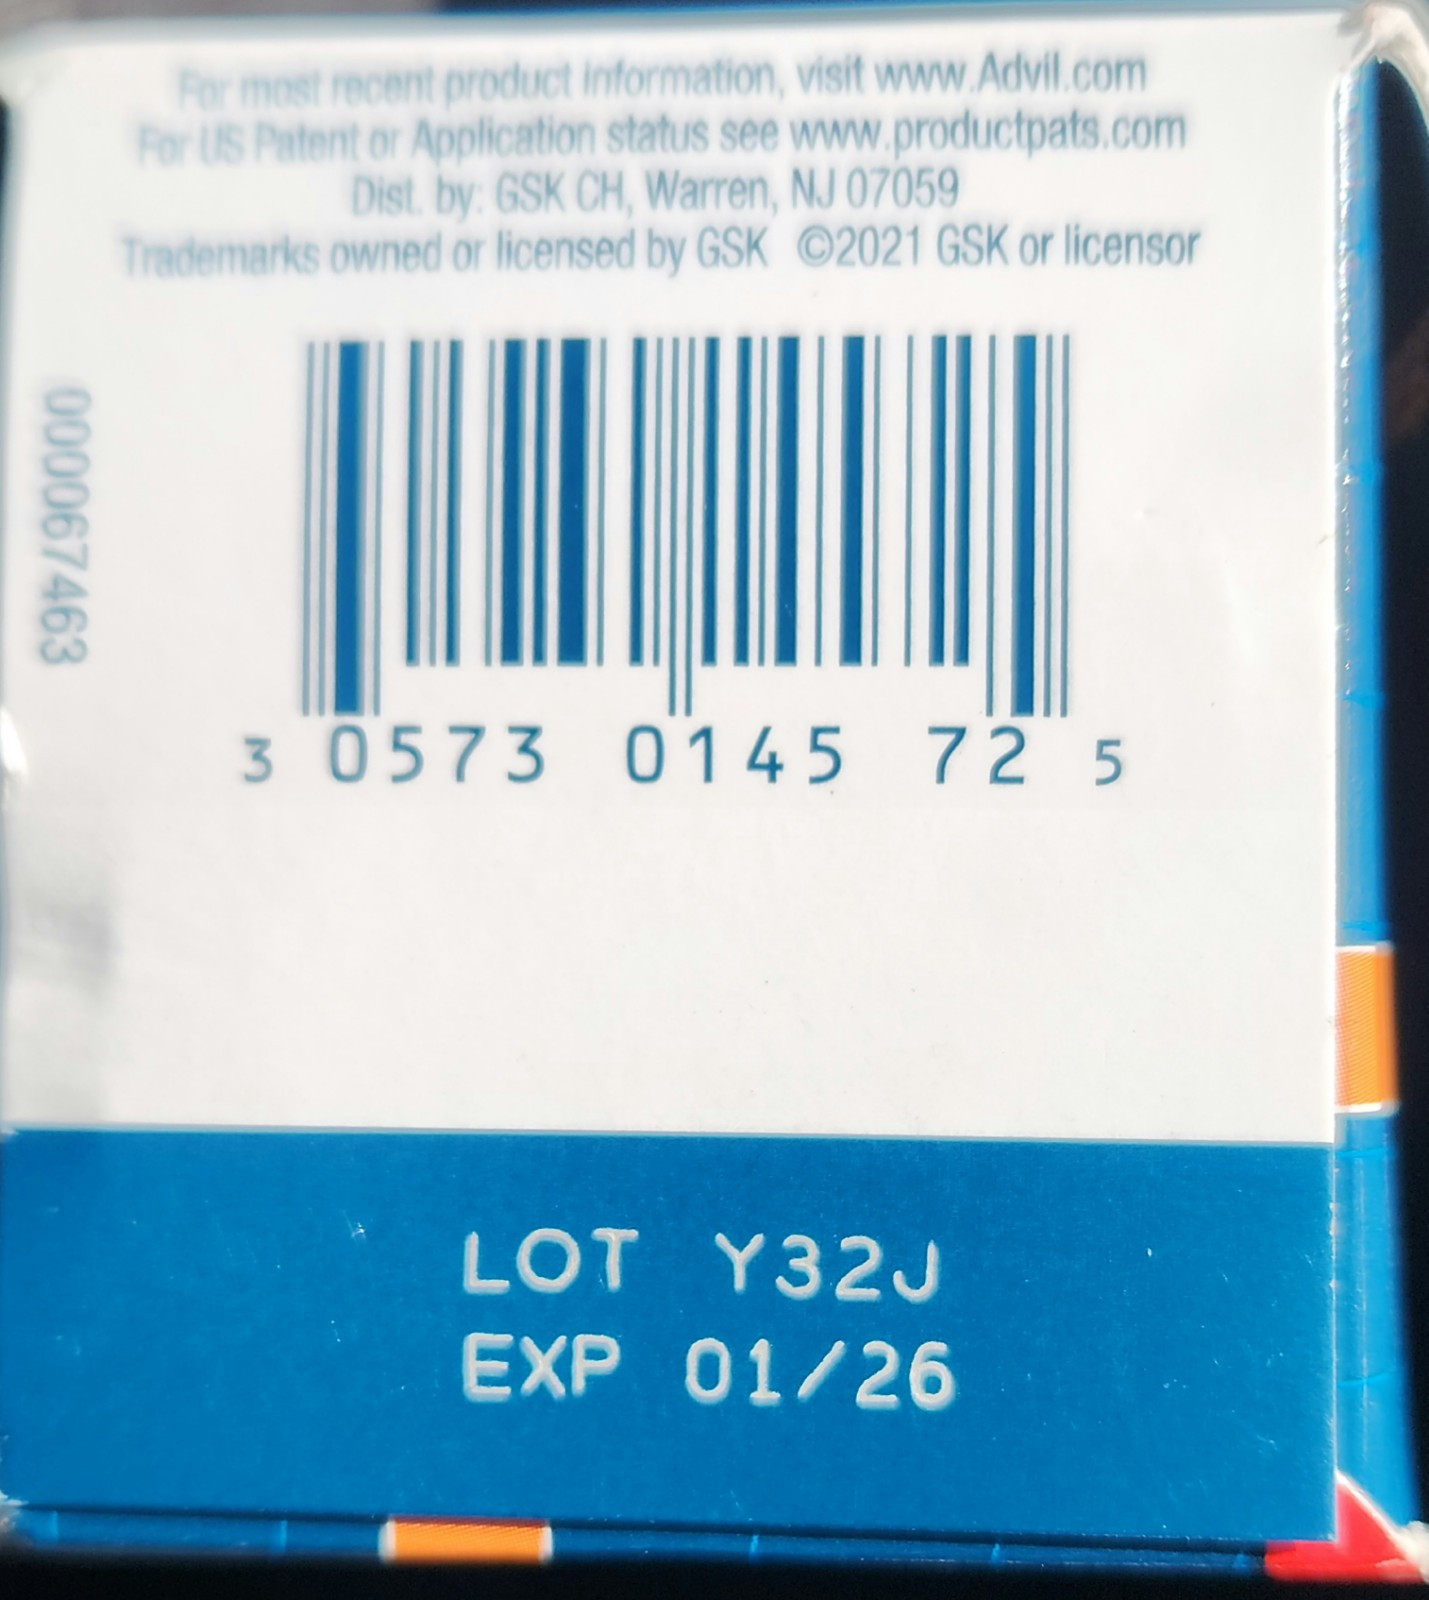 For most recent product information, visit www.Advil.com
For US Patent or Application status see www.productpats.com
Dist. by: GSK CH, Warren, NJ 07059
Trademarks owned or licensed by GSK ©2021 GSK or licensor
00067463
3 0573 0145 72 5
LOT Y32J
EXP 01/26